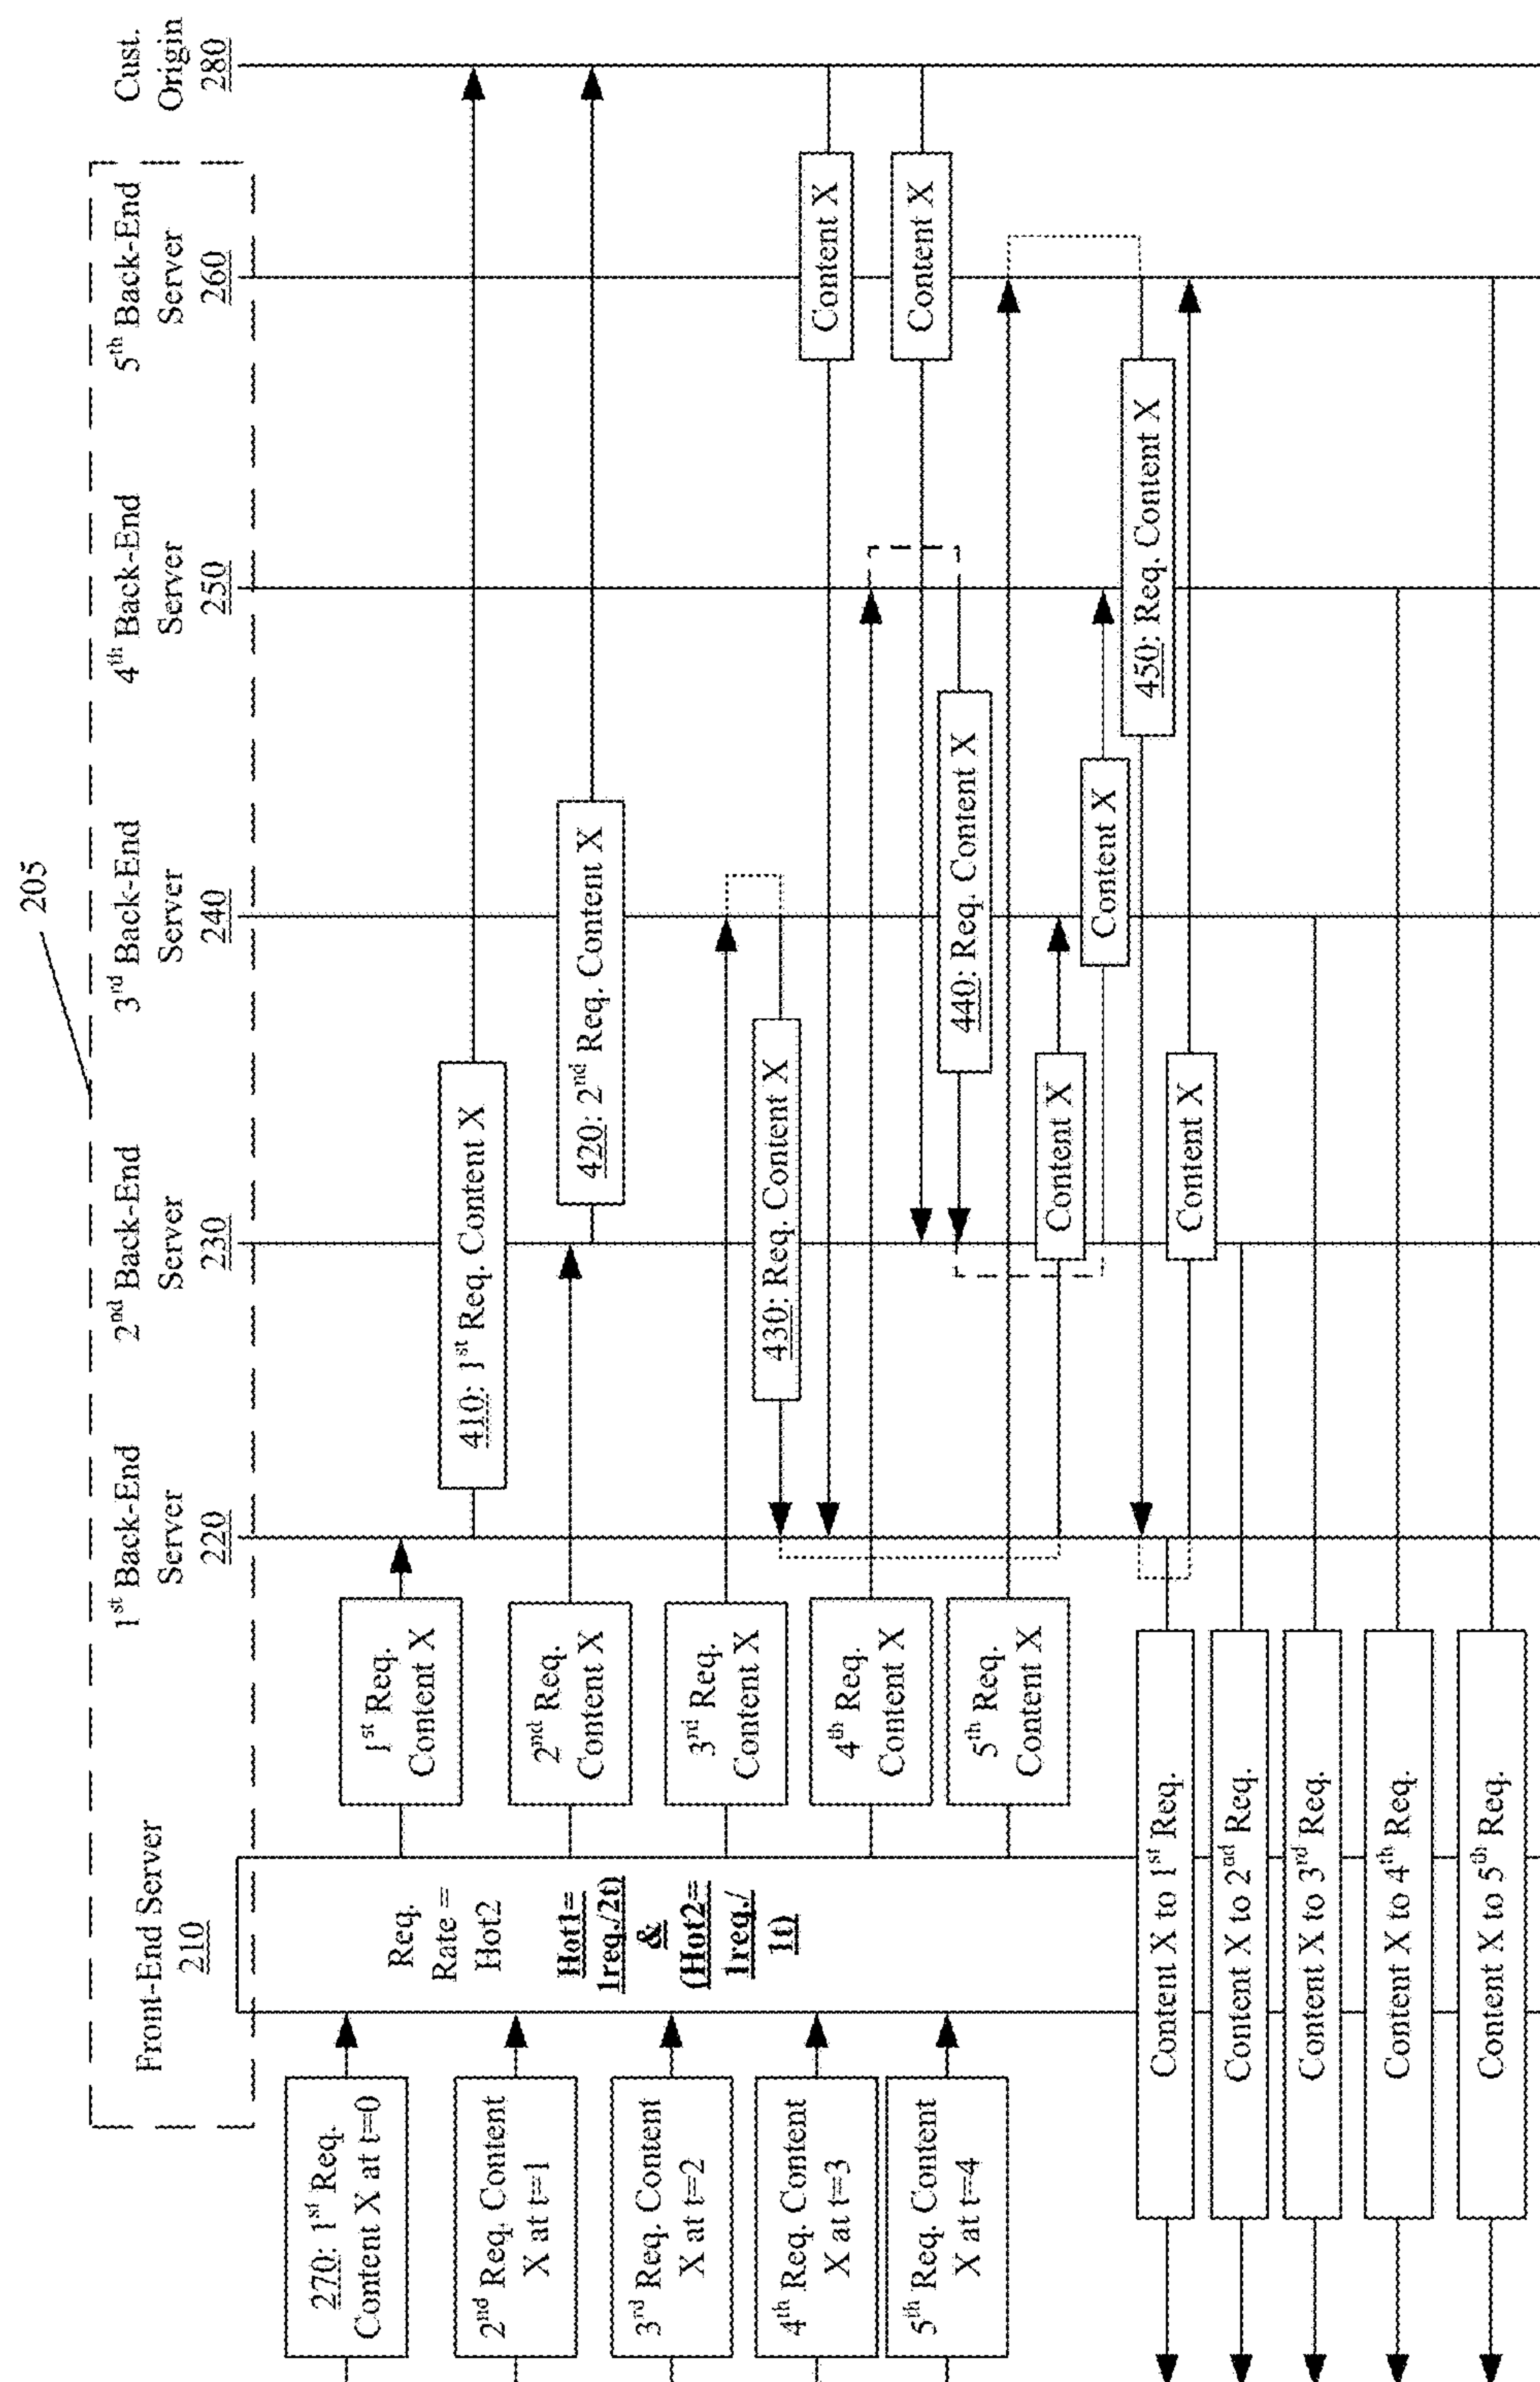 205
Front-End Server
210
1st Back-End
Server
220
2nd Back-End
Server
230
3rd Back-End
Server
240
4th Back-End
Server
250
5th Back-End
Server
260
Cust.
Origin
280
270: 1st Req.
Content X at t=0
1st Req.
Content X
410: 1st Req. Content X
Req.
Rate =
Hot2
Hot1=
1req./2t)
&
(Hot2=
1req./
1t)
2nd Req. Content
X at t=1
2nd Req.
Content X
420: 2nd Req. Content X
3rd Req. Content
X at t=2
3rd Req.
Content X
430: Req. Content X
Content X
4th Req. Content
X at t=3
4th Req.
Content X
Content X
440: Req. Content X
5th Req. Content
X at t=4
5th Req.
Content X
Content X
Content X
450: Req. Content X
Content X
Content X to 1st Req.
Content X to 2nd Req.
Content X to 3rd Req.
Content X to 4th Req.
Content X to 5th Req.